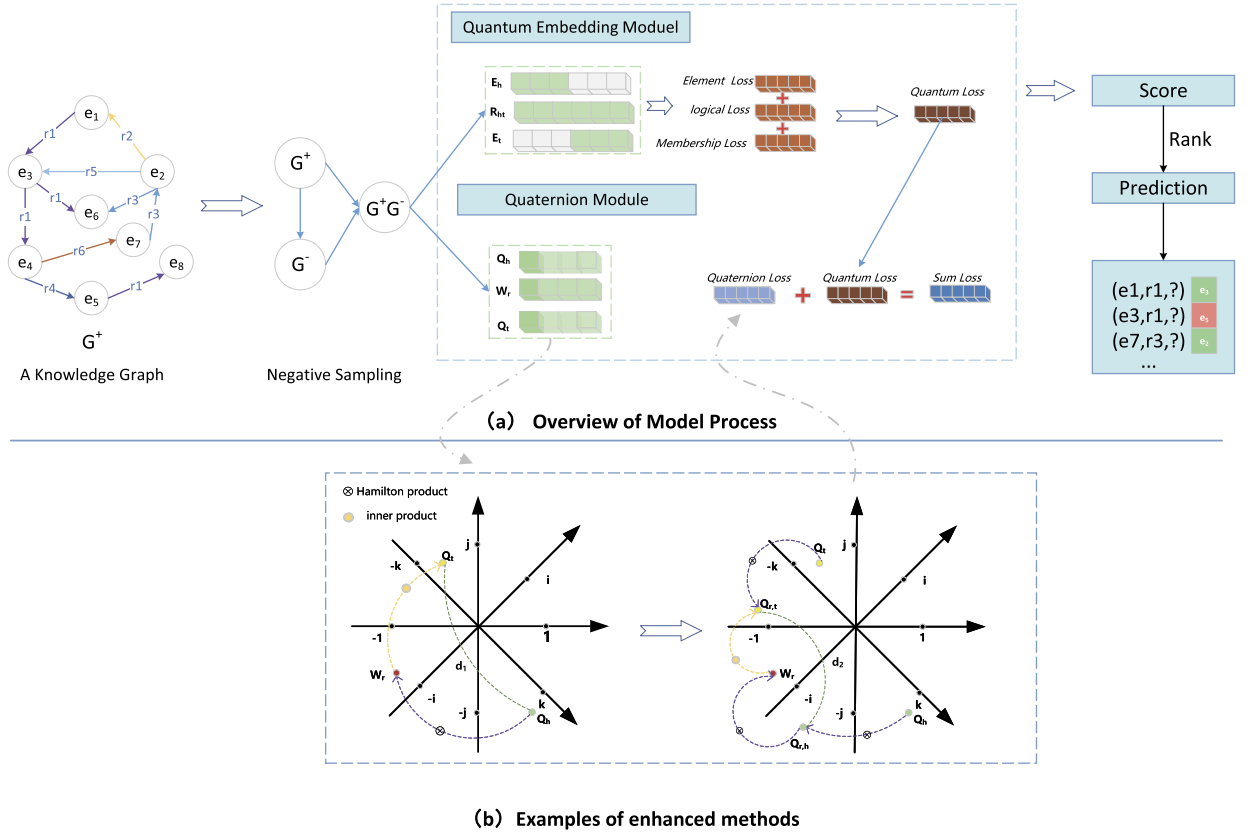 Quantum Embedding Moduel
E_h
R_ht
E_t
Element Loss
+
logical Loss
+
Membership Loss
Quantum Loss
Score
Rank
Prediction
(e1,r1,?) e₃
(e3,r1,?) e₅
(e7,r3,?) e₂
...
e₁
r1
r2
e₃
r5
e₂
r1
r1
e₆
r3
r3
e₇
r6
e₄
e₈
r4
e₅
r1
G⁺
A Knowledge Graph
G⁺
G⁺G⁻
G⁻
Negative Sampling
Quaternion Module
Q_h
W_r
Q_t
Quaternion Loss + Quantum Loss = Sum Loss
(a) Overview of Model Process
⊗ Hamilton product
inner product
j
Q_t
-k
i
-1
1
W_r
d₁
-i
-j
k
Q_h
j
Q_t
-k
i
Q_r,t
-1
1
d₂
W_r
-i
-j
k
Q_h
Q_r,h
(b) Examples of enhanced methods